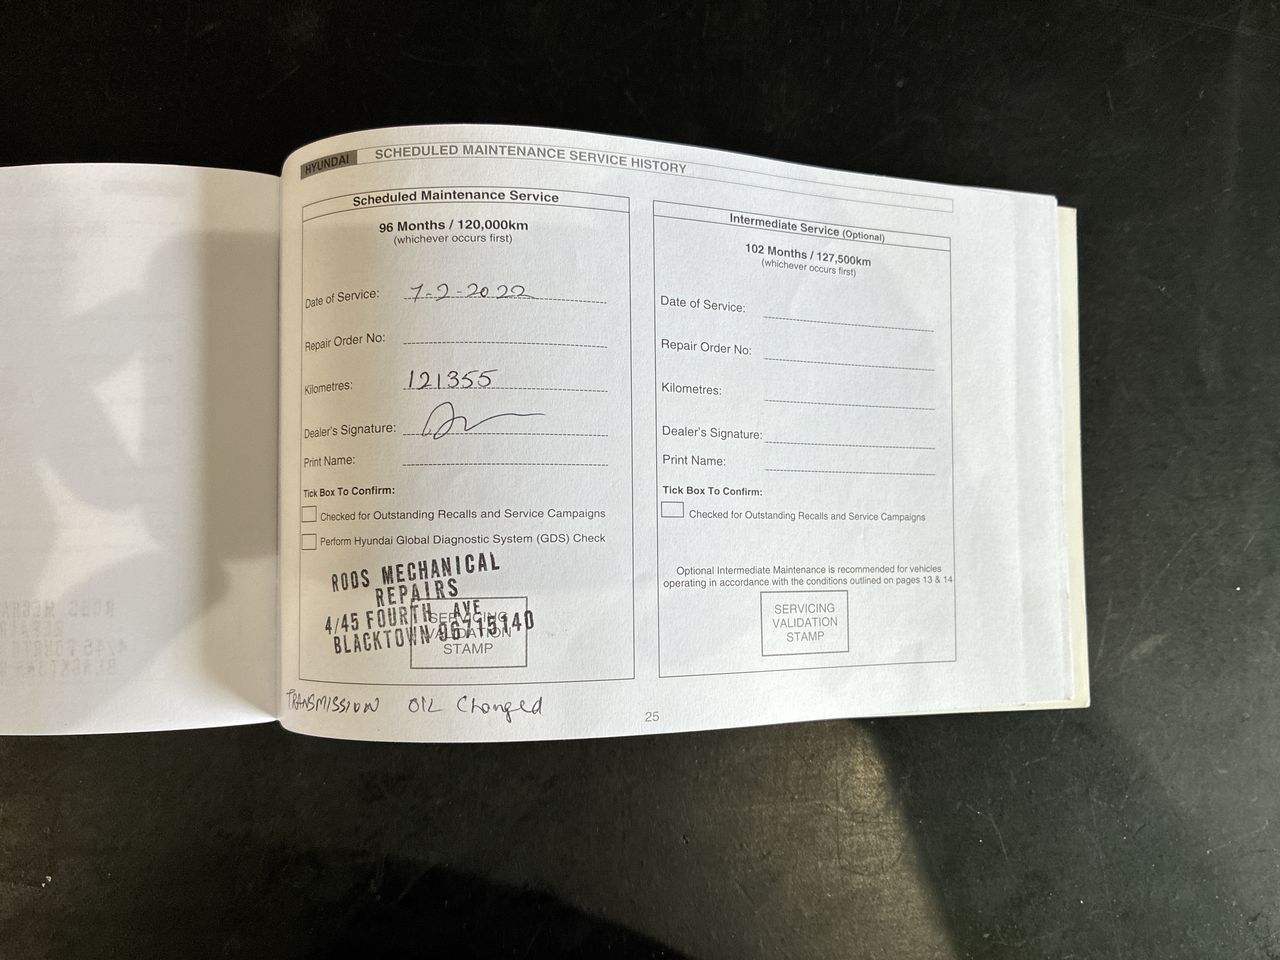 HYUNDAI SCHEDULED MAINTENANCE SERVICE HISTORY
Scheduled Maintenance Service
96 Months / 120,000km
(whichever occurs first)
Date of Service: 7-2-2022
Repair Order No:
Kilometres: 121355
Dealer's Signature:
Print Name:
Tick Box To Confirm:
Checked for Outstanding Recalls and Service Campaigns
Perform Hyundai Global Diagnostic System (GDS) Check
ROOS MECHANICAL
REPAIRS
4/45 FOURTH AVE
BLACKTOWN 96715140
SERVICING
VALIDATION
STAMP
TRANSMISSION OIL Changed
Intermediate Service (Optional)
102 Months / 127,500km
(whichever occurs first)
Date of Service:
Repair Order No:
Kilometres:
Dealer's Signature:
Print Name:
Tick Box To Confirm:
Checked for Outstanding Recalls and Service Campaigns
Optional Intermediate Maintenance is recommended for vehicles
operating in accordance with the conditions outlined on pages 13 & 14
SERVICING
VALIDATION
STAMP
25